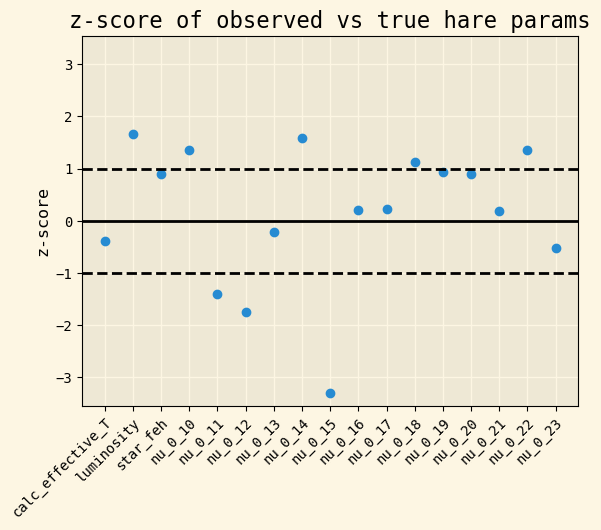 z-score of observed vs true hare params
z-score
3
2
1
0
−1
−2
−3
calc_effective_T
luminosity
star_feh
nu_0_10
nu_0_11
nu_0_12
nu_0_13
nu_0_14
nu_0_15
nu_0_16
nu_0_17
nu_0_18
nu_0_19
nu_0_20
nu_0_21
nu_0_22
nu_0_23